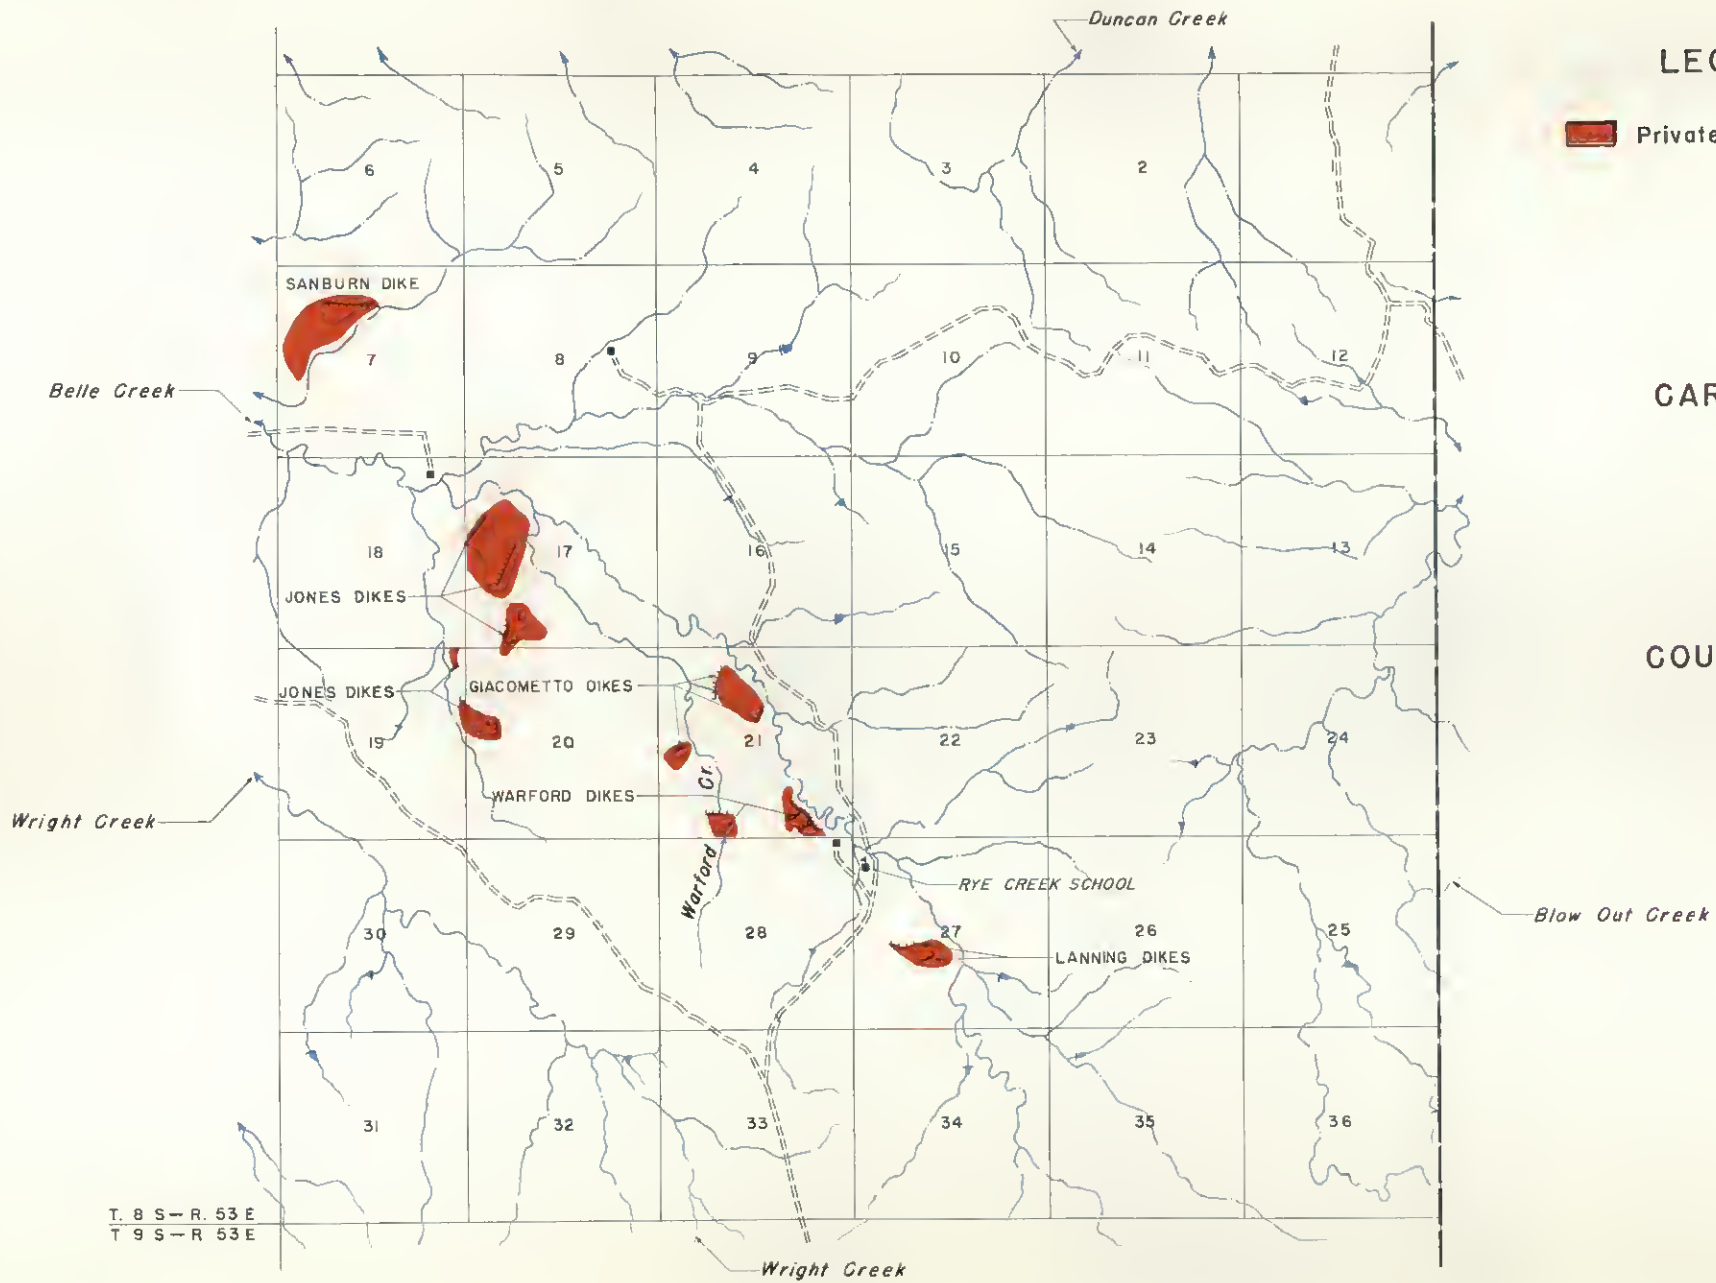 Duncan Creek
LEG
Private
6 5 4 3 2
SANBURN DIKE
7 8 9 10 11 12
Belle Creek
CAR
18 17 16 15 14 13
JONES DIKES
COU
JONES DIKES
GIACOMETTO OIKES
19 20 21 22 23 24
Cr.
WARFORD DIKES
Wright Creek
Warford
RYE CREEK SCHOOL
Blow Out Creek
30 29 28 27 26 25
LANNING DIKES
31 32 33 34 35 36
T. 8 S — R. 53 E
T 9 S — R 53 E
Wright Creek